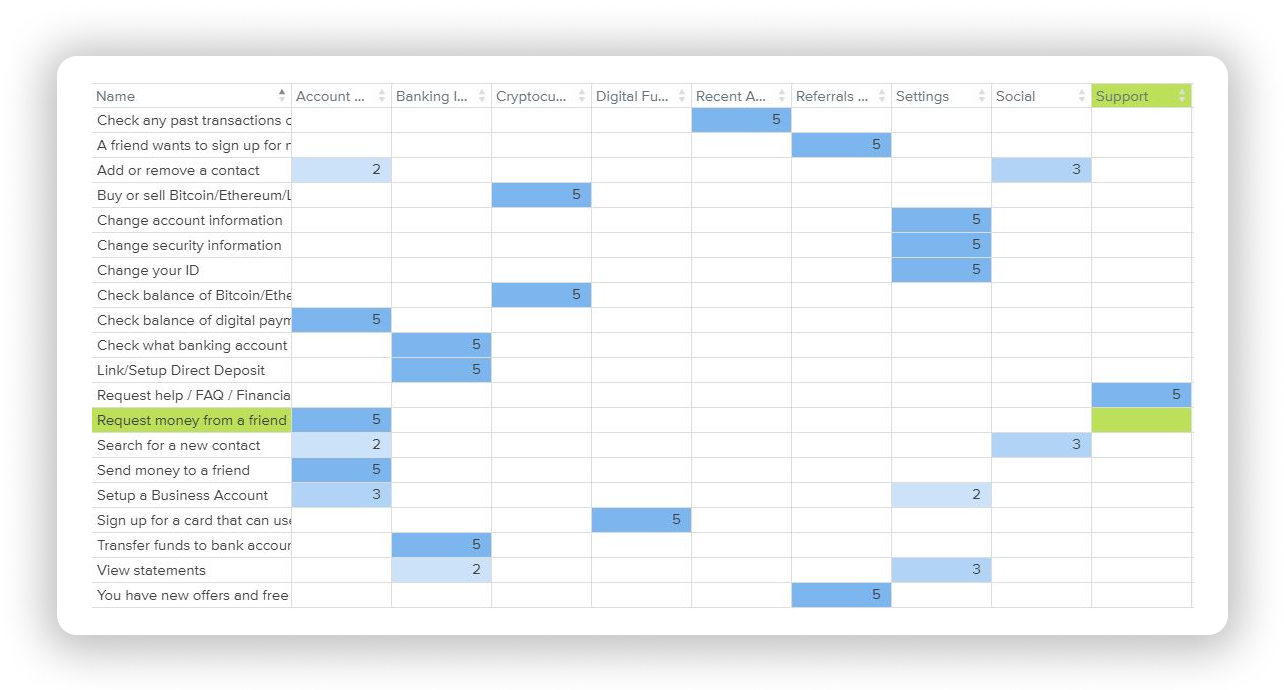 Name Account ... Banking I... Cryptocu... Digital Fu... Recent A... Referrals ... Settings Social Support
Check any past transactions 5
A friend wants to sign up for 5
Add or remove a contact 2 3
Buy or sell Bitcoin/Ethereum/L 5
Change account information 5
Change security information 5
Change your ID 5
Check balance of Bitcoin/Ethe 5
Check balance of digital paym 5
Check what banking account 5
Link/Setup Direct Deposit 5
Request help / FAQ / Financia 5
Request money from a friend 5
Search for a new contact 2 3
Send money to a friend 5
Setup a Business Account 3 2
Sign up for a card that can use 5
Transfer funds to bank accour 5
View statements 2 3
You have new offers and free 5